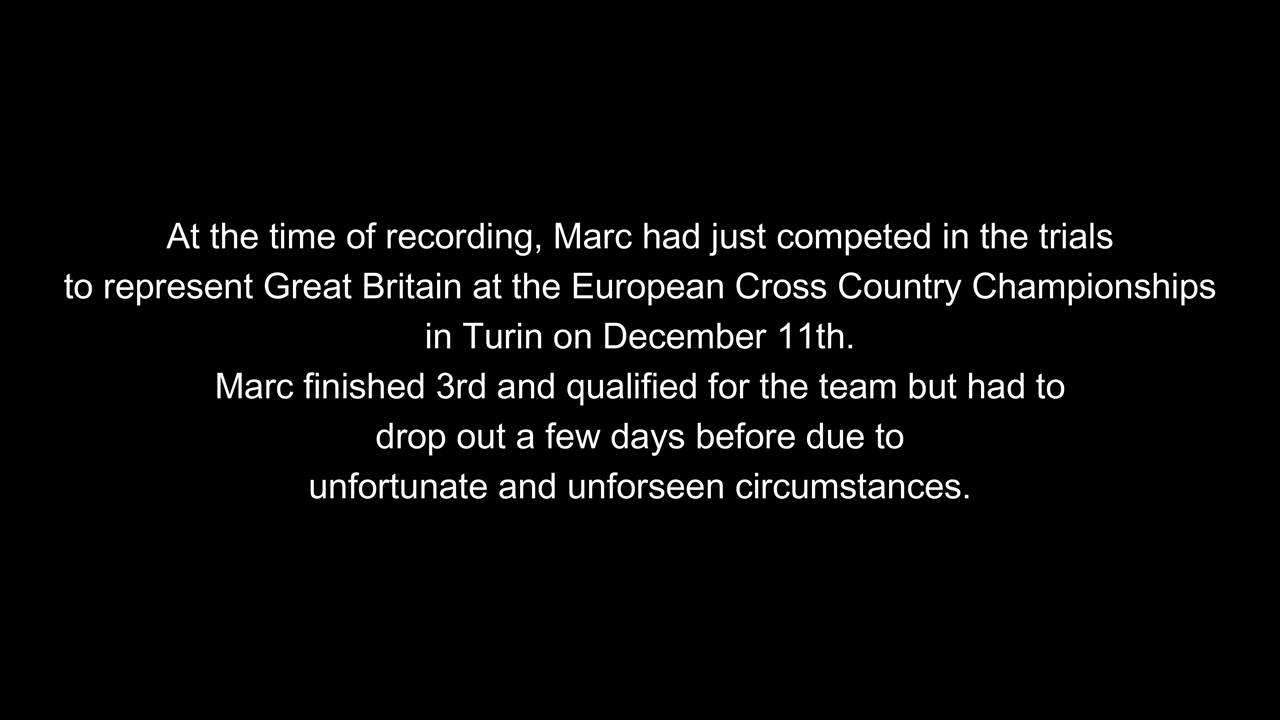 At the time of recording, Marc had just competed in the trials
to represent Great Britain at the European Cross Country Championships
in Turin on December 11th.
Marc finished 3rd and qualified for the team but had to
drop out a few days before due to
unfortunate and unforseen circumstances.